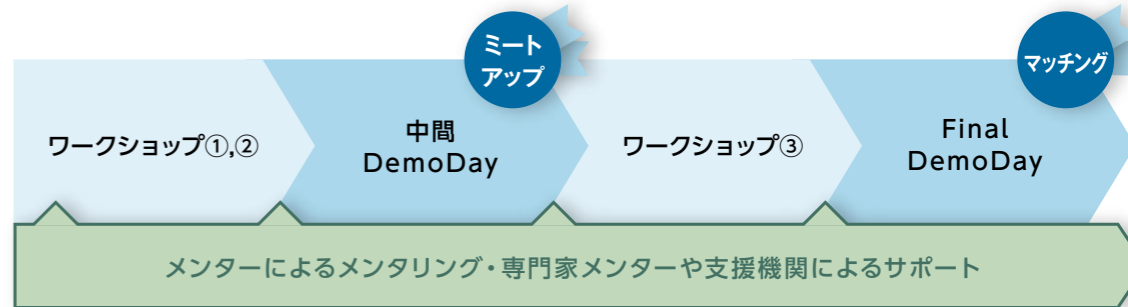 ミート
アップ
マッチング
ワークショップ①,②
中間
DemoDay
ワークショップ③
Final
DemoDay
メンターによるメンタリング・専門家メンターや支援機関によるサポート